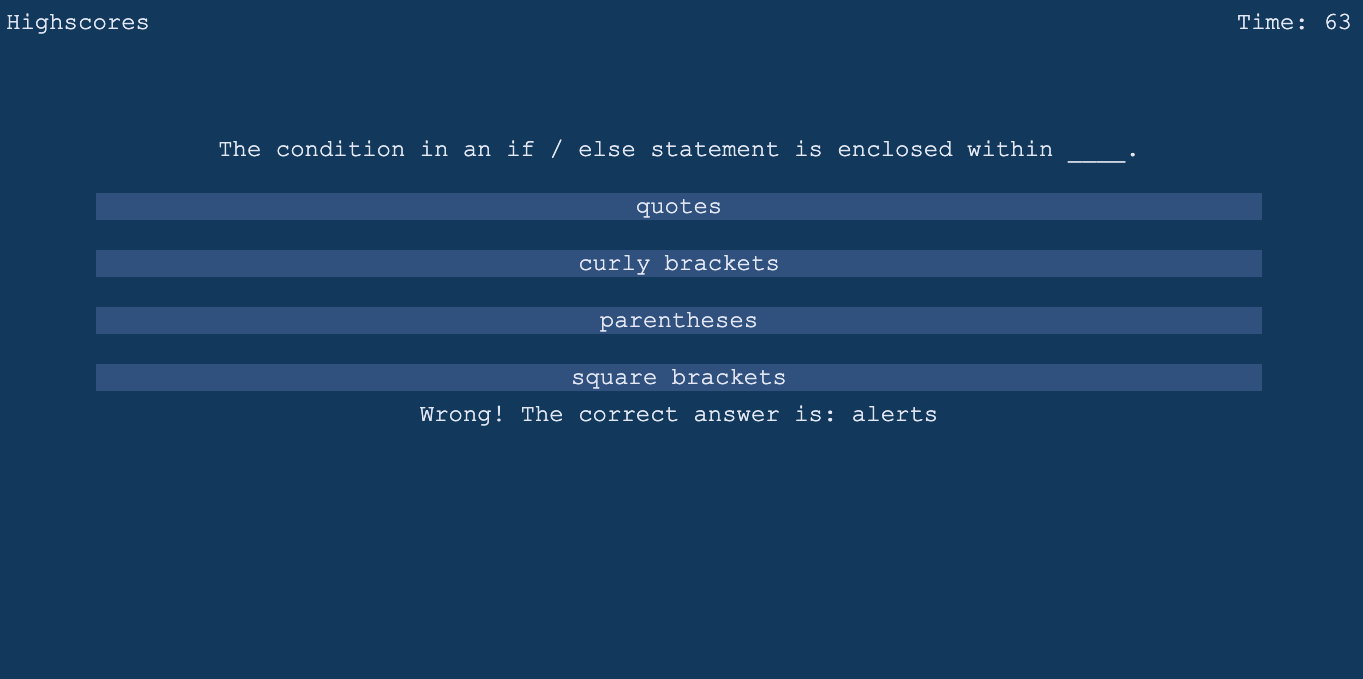 Highscores
Time: 63
The condition in an if / else statement is enclosed within ____.
quotes
curly brackets
parentheses
square brackets
Wrong! The correct answer is: alerts